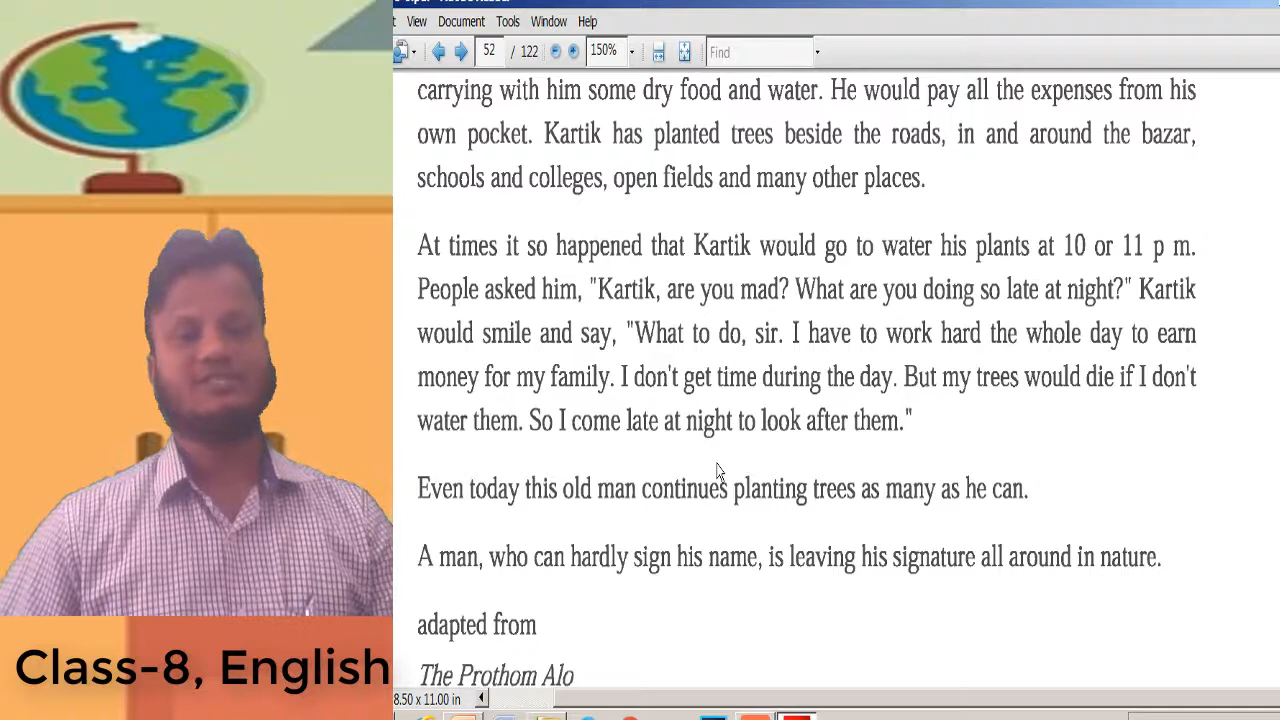 View Document Tools Window Help
52 / 122 150% Find
carrying with him some dry food and water. He would pay all the expenses from his
own pocket. Kartik has planted trees beside the roads, in and around the bazar,
schools and colleges, open fields and many other places.
At times it so happened that Kartik would go to water his plants at 10 or 11 p m.
People asked him, "Kartik, are you mad? What are you doing so late at night?" Kartik
would smile and say, "What to do, sir. I have to work hard the whole day to earn
money for my family. I don't get time during the day. But my trees would die if I don't
water them. So I come late at night to look after them."
Even today this old man continues planting trees as many as he can.
A man, who can hardly sign his name, is leaving his signature all around in nature.
adapted from
The Prothom Alo
8.50 x 11.00 in
Class-8, English